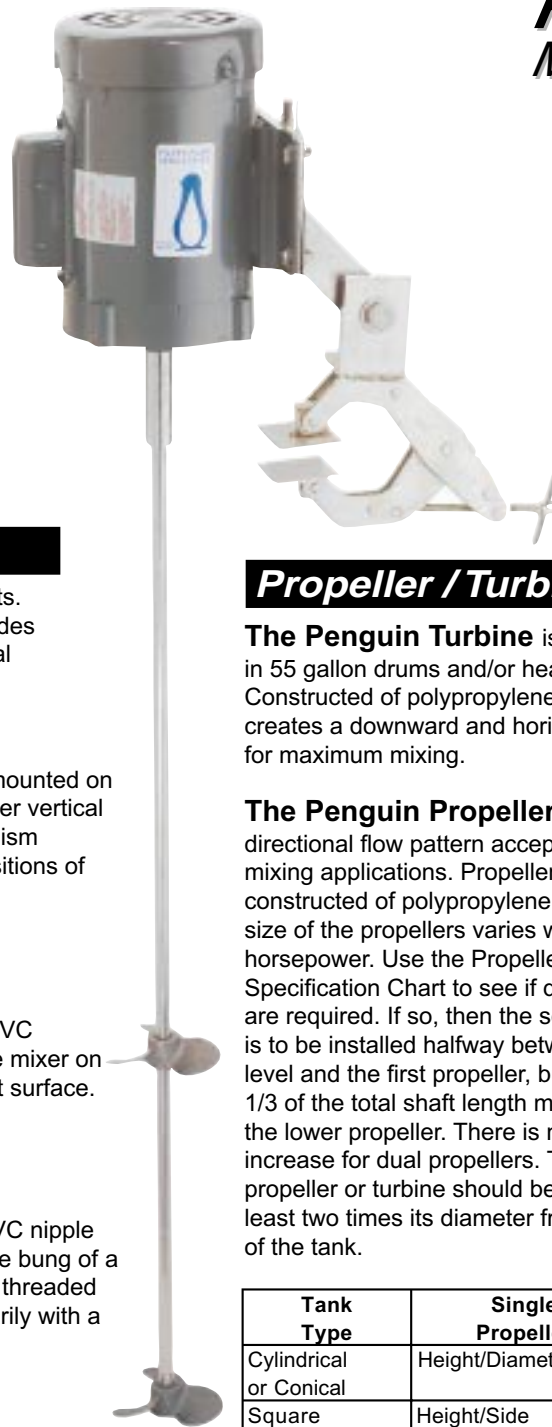 ts.
des
al
mounted on
er vertical
ism
sitions of
VC
e mixer on
t surface.
VC nipple
e bung of a
threaded
rily with a
Propeller / Turb
The Penguin Turbine is
in 55 gallon drums and/or hea
Constructed of polypropylene
creates a downward and hori
for maximum mixing.
The Penguin Propeller
directional flow pattern accep
mixing applications. Propeller
constructed of polypropylene
size of the propellers varies w
horsepower. Use the Propelle
Specification Chart to see if d
are required. If so, then the s
is to be installed halfway betw
level and the first propeller, b
1/3 of the total shaft length m
the lower propeller. There is n
increase for dual propellers. T
propeller or turbine should be
least two times its diameter fr
of the tank.
Tank Single
Type Propelle
Cylindrical Height/Diamet
or Conical
Square Height/Side